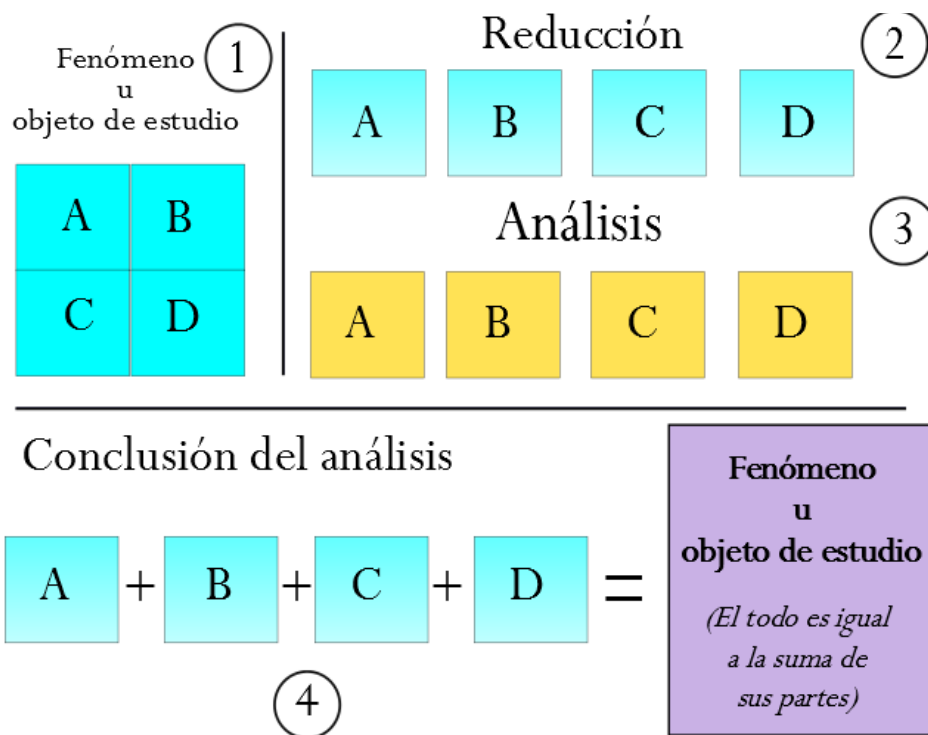 Fenómeno
u
objeto de estudio
1
A B
C D
Reducción
2
A B C D
Análisis
3
A B C D
Conclusión del análisis
A + B + C + D =
4
Fenómeno
u
objeto de estudio
(El todo es igual
a la suma de
sus partes)